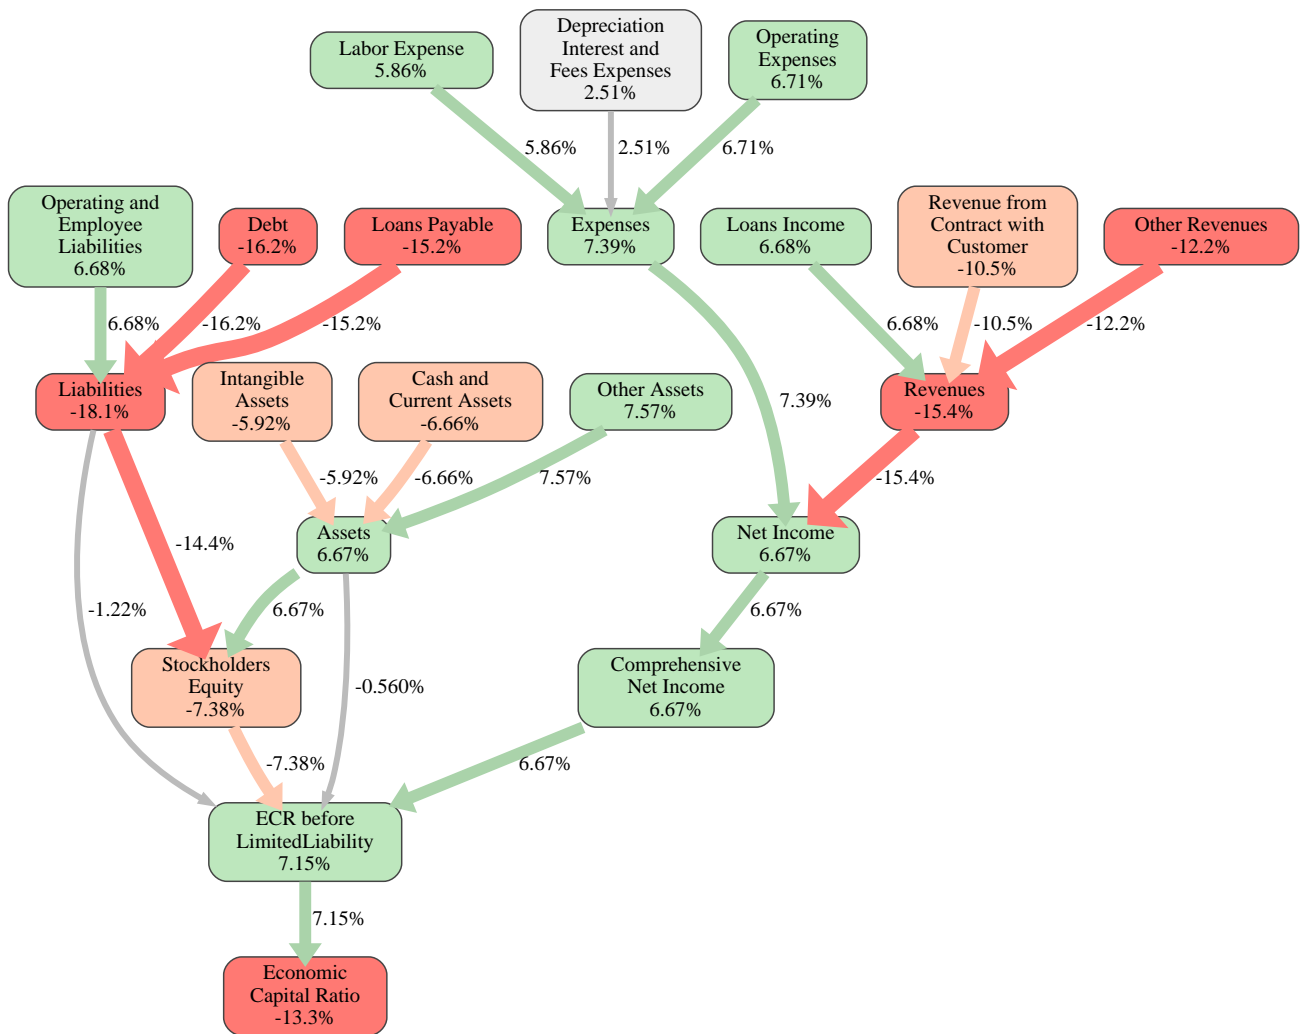 Labor Expense
5.86%
Depreciation
Interest and
Fees Expenses
2.51%
Operating
Expenses
6.71%
5.86%
2.51%
6.71%
Operating and
Employee
Liabilities
6.68%
Debt
-16.2%
Loans Payable
-15.2%
Expenses
7.39%
Loans Income
6.68%
Revenue from
Contract with
Customer
-10.5%
Other Revenues
-12.2%
6.68%
-16.2%
-15.2%
6.68%
-10.5%
-12.2%
Liabilities
-18.1%
Intangible
Assets
-5.92%
Cash and
Current Assets
-6.66%
Other Assets
7.57%
7.39%
Revenues
-15.4%
-5.92%
-6.66%
7.57%
-15.4%
-14.4%
Assets
6.67%
Net Income
6.67%
-1.22%
6.67%
-0.560%
6.67%
Stockholders
Equity
-7.38%
Comprehensive
Net Income
6.67%
-7.38%
6.67%
ECR before
LimitedLiability
7.15%
7.15%
Economic
Capital Ratio
-13.3%